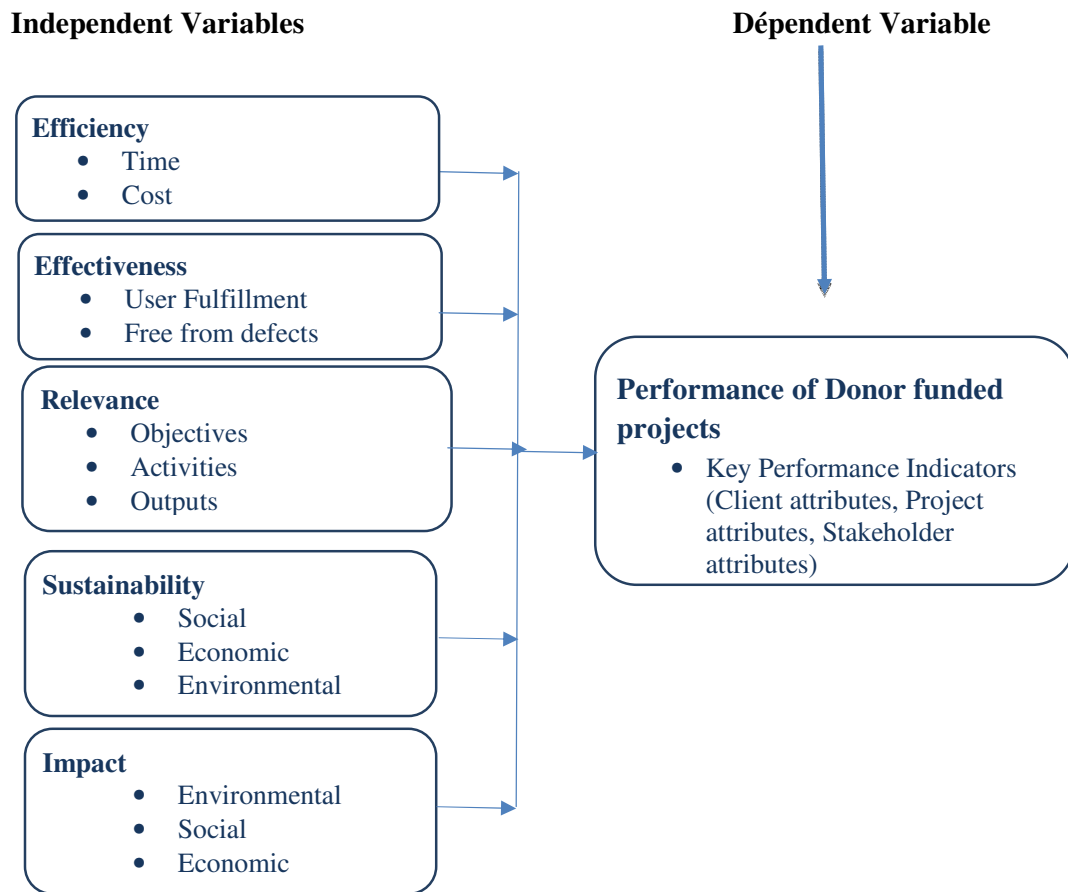 Independent Variables
Dépendent Variable
Efficiency
• Time
• Cost
Effectiveness
• User Fulfillment
• Free from defects
Relevance
• Objectives
• Activities
• Outputs
Sustainability
• Social
• Economic
• Environmental
Impact
• Environmental
• Social
• Economic
Performance of Donor funded
projects
• Key Performance Indicators
(Client attributes, Project
attributes, Stakeholder
attributes)